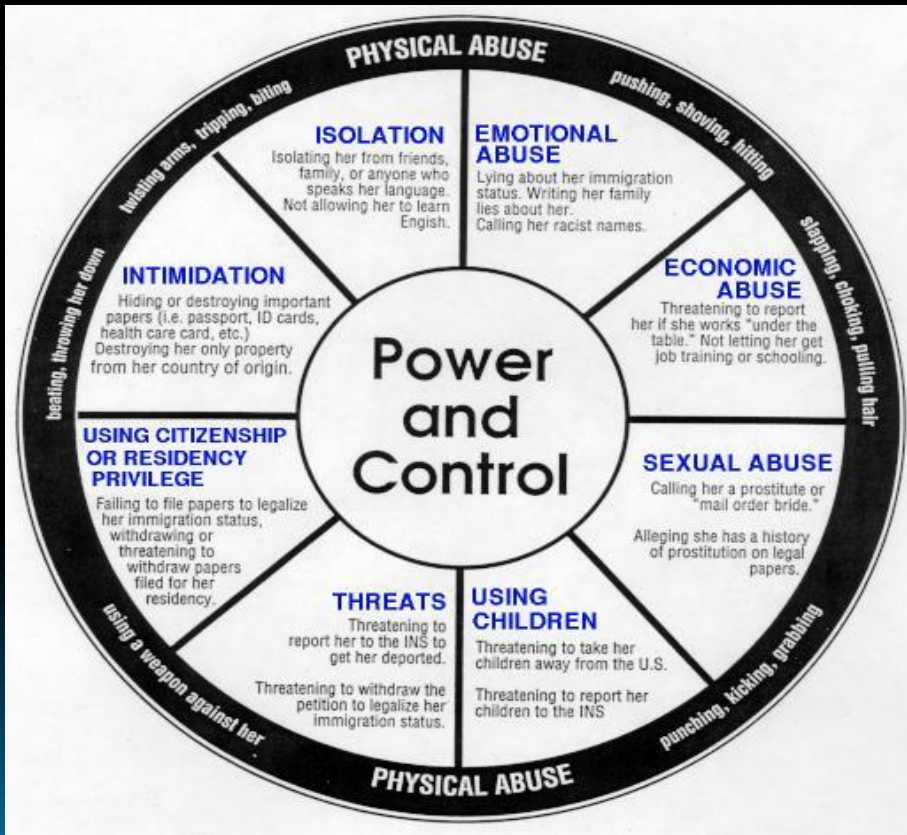 PHYSICAL ABUSE
pushing, shoving, hitting
slapping, choking, pulling hair
punching, kicking, grabbing
PHYSICAL ABUSE
using a weapon against her
beating, throwing her down
twisting arms, tripping, biting
ISOLATION
Isolating her from friends,
family, or anyone who
speaks her language.
Not allowing her to learn
Engish.
EMOTIONAL
ABUSE
Lying about her immigration
status. Writing her family
lies about her.
Calling her racist names.
ECONOMIC
ABUSE
Threatening to report
her if she works "under the
table." Not letting her get
job training or schooling.
SEXUAL ABUSE
Calling her a prostitute or
"mail order bride."
Alleging she has a history
of prostitution on legal
papers.
USING
CHILDREN
Threatening to take her
children away from the U.S.
Threatening to report her
children to the INS
THREATS
Threatening to
report her to the INS to
get her deported.
Threatening to withdraw the
petition to legalize her
immigration status.
USING CITIZENSHIP
OR RESIDENCY
PRIVILEGE
Failing to file papers to legalize
her immigration status,
withdrawing or
threatening to
withdraw papers
filed for her
residency.
INTIMIDATION
Hiding or destroying important
papers (i.e. passport, ID cards,
health care card, etc.)
Destroying her only property
from her country of origin.
Power
and
Control